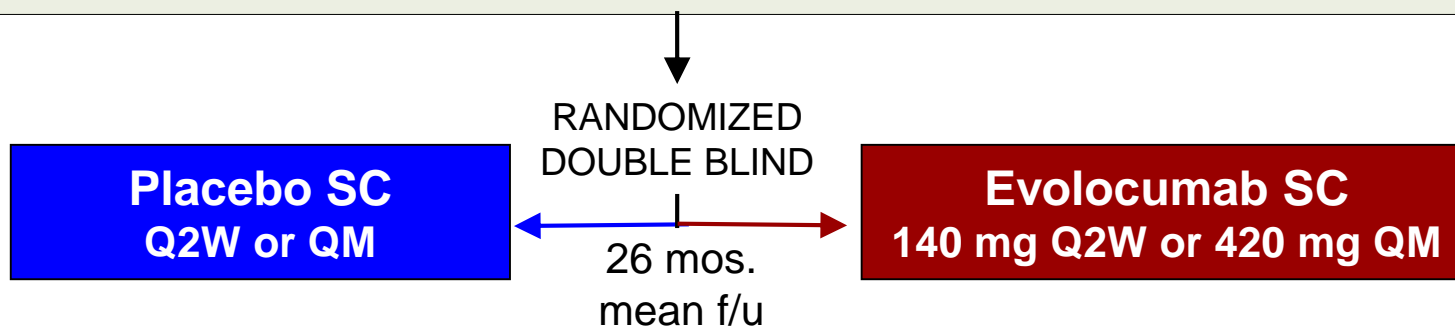 RANDOMIZED
DOUBLE BLIND
Placebo SC
Q2W or QM
Evolocumab SC
140 mg Q2W or 420 mg QM
26 mos.
mean f/u